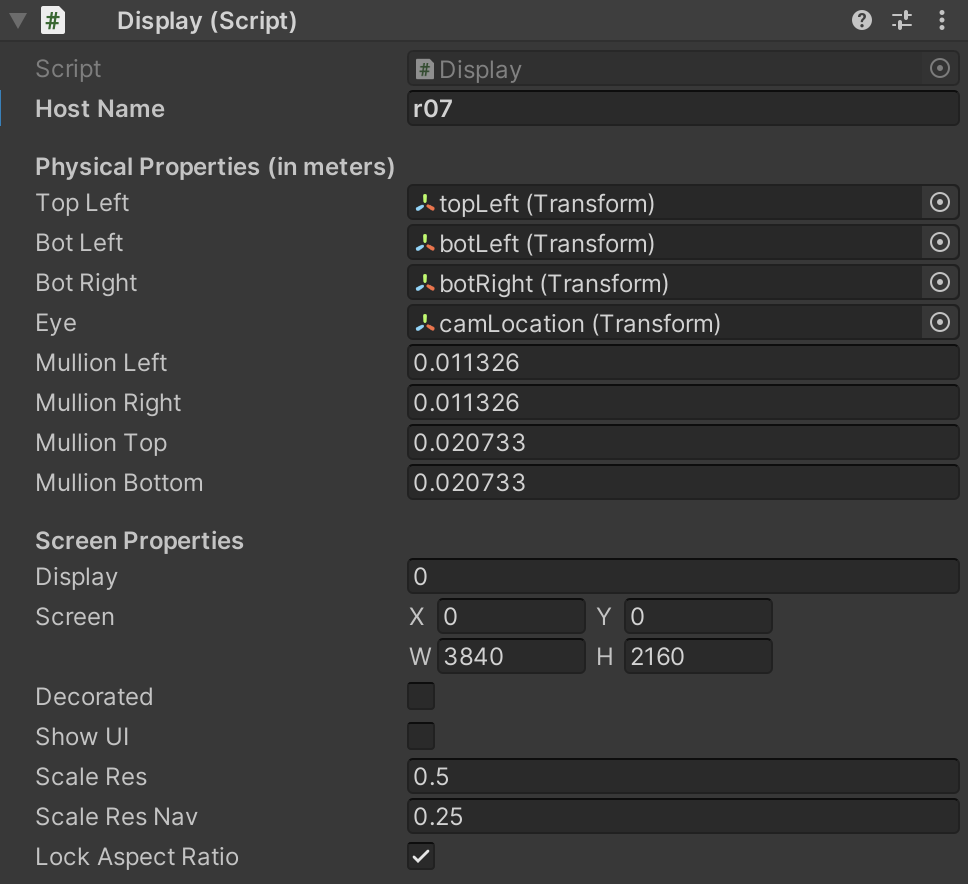 Display (Script)
Script # Display
Host Name r07
Physical Properties (in meters)
Top Left topLeft (Transform)
Bot Left botLeft (Transform)
Bot Right botRight (Transform)
Eye camLocation (Transform)
Mullion Left 0.011326
Mullion Right 0.011326
Mullion Top 0.020733
Mullion Bottom 0.020733
Screen Properties
Display 0
Screen X 0 Y 0
W 3840 H 2160
Decorated
Show UI
Scale Res 0.5
Scale Res Nav 0.25
Lock Aspect Ratio